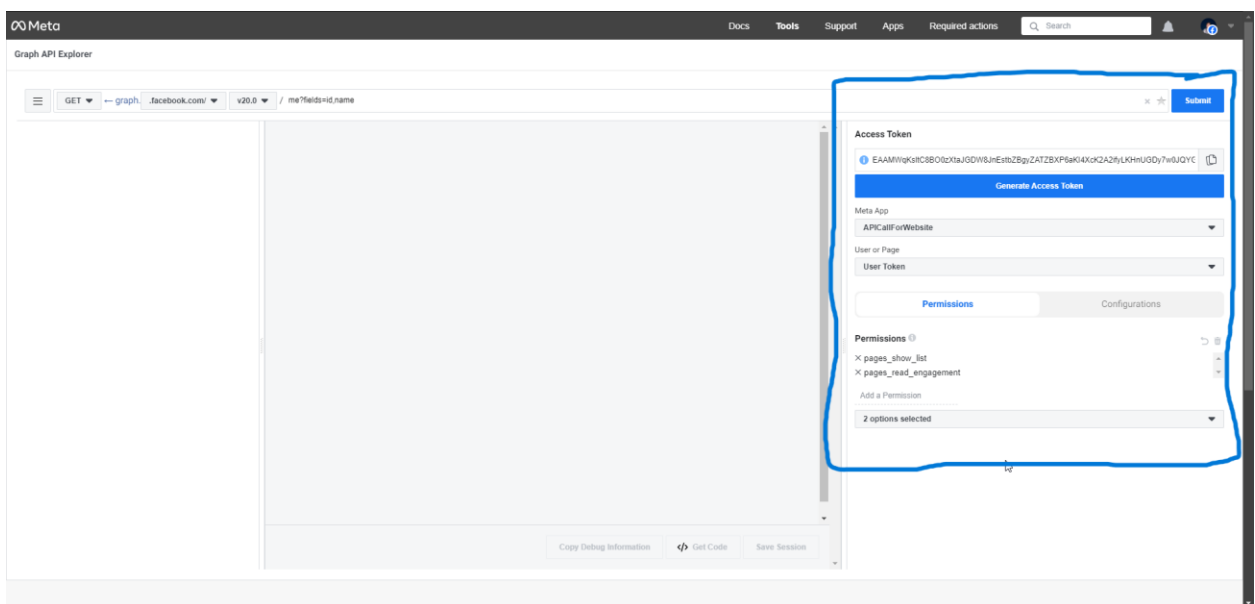 Meta
Docs
Tools
Support
Apps
Required actions
Search
Graph API Explorer
GET
← graph.
.facebook.com/
v20.0
/ me?fields=id,name
Submit
Access Token
Generate Access Token
Meta App
APICallForWebsite
User or Page
User Token
Permissions
Configurations
Permissions
pages_show_list
pages_read_engagement
Add a Permission
2 options selected
Copy Debug Information
</> Get Code
Save Session